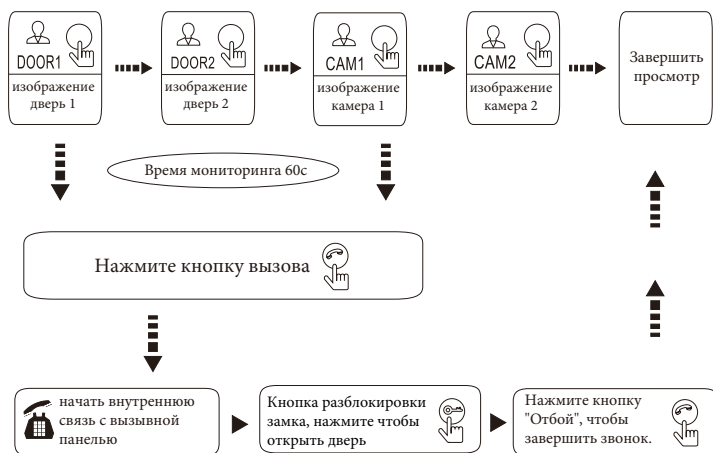 DOOR1
изображение
дверь 1
DOOR2
изображение
дверь 2
CAM1
изображение
камера 1
CAM2
изображение
камера 2
Завершить
просмотр
Время мониторинга 60с
Нажмите кнопку вызова
начать внутреннюю
связь с вызывной
панелью
Кнопка разблокировки
замка, нажмите чтобы
открыть дверь
Нажмите кнопку
"Отбой", чтобы
завершить звонок.